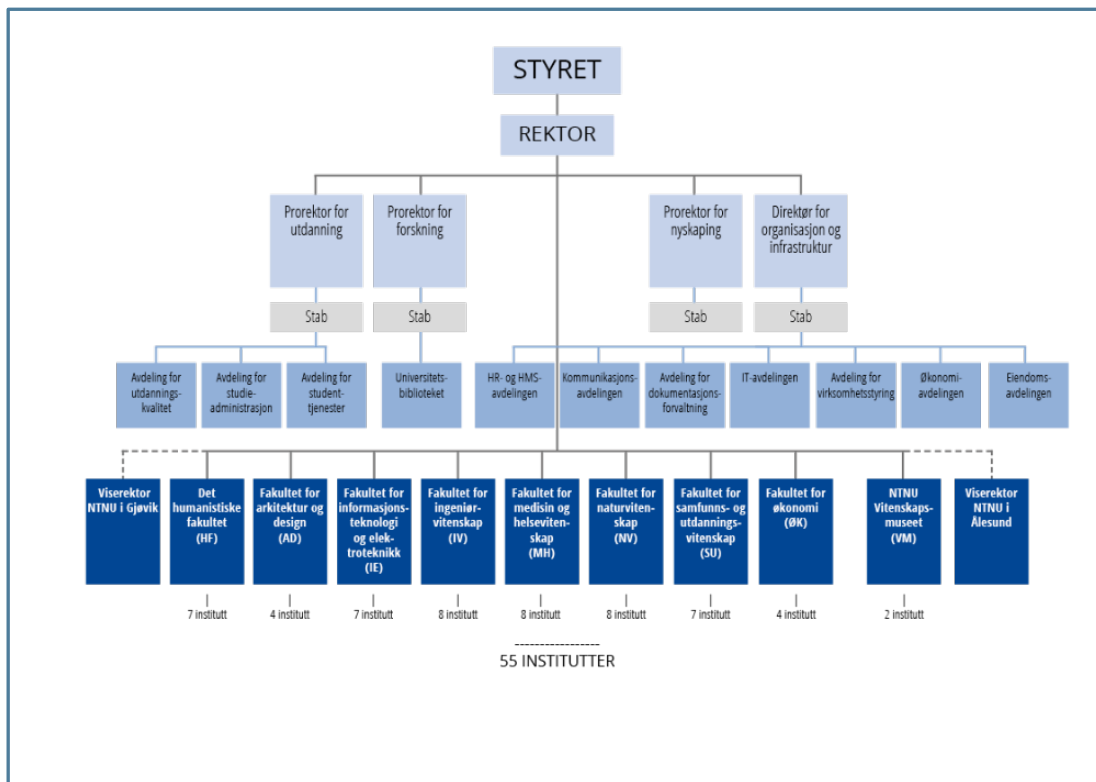 STYRET
REKTOR
Prorektor for
utdanning
Prorektor for
forskning
Prorektor for
nyskaping
Direktør for
organisasjon og
infrastruktur
Stab
Stab
Stab
Stab
Avdeling for
utdannings-
kvalitet
Avdeling for
studie-
administrasjon
Avdeling for
student-
tjenester
Universitets-
biblioteket
HR- og HMS-
avdelingen
Kommunikasjons-
avdelingen
Avdeling for
dokumentasjons-
forvaltning
IT-avdelingen
Avdeling for
virksomhetsstyring
Økonomi-
avdelingen
Eiendoms-
avdelingen
Viserektor
NTNU i Gjøvik
Det
humanistiske
fakultet
(HF)
Fakultet for
arkitektur og
design
(AD)
Fakultet for
informasjons-
teknologi
og elek-
troteknikk
(IE)
Fakultet for
ingeniør-
vitenskap
(IV)
Fakultet for
medisin og
helseviten-
skap
(MH)
Fakultet for
naturviten-
skap
(NV)
Fakultet for
samfunns- og
utdannings-
vitenskap
(SU)
Fakultet for
økonomi
(ØK)
NTNU
Vitenskaps-
museet
(VM)
Viserektor
NTNU i
Ålesund
7 institutt
4 institutt
7 institutt
8 institutt
8 institutt
8 institutt
7 institutt
4 institutt
2 institutt
55 INSTITUTTER